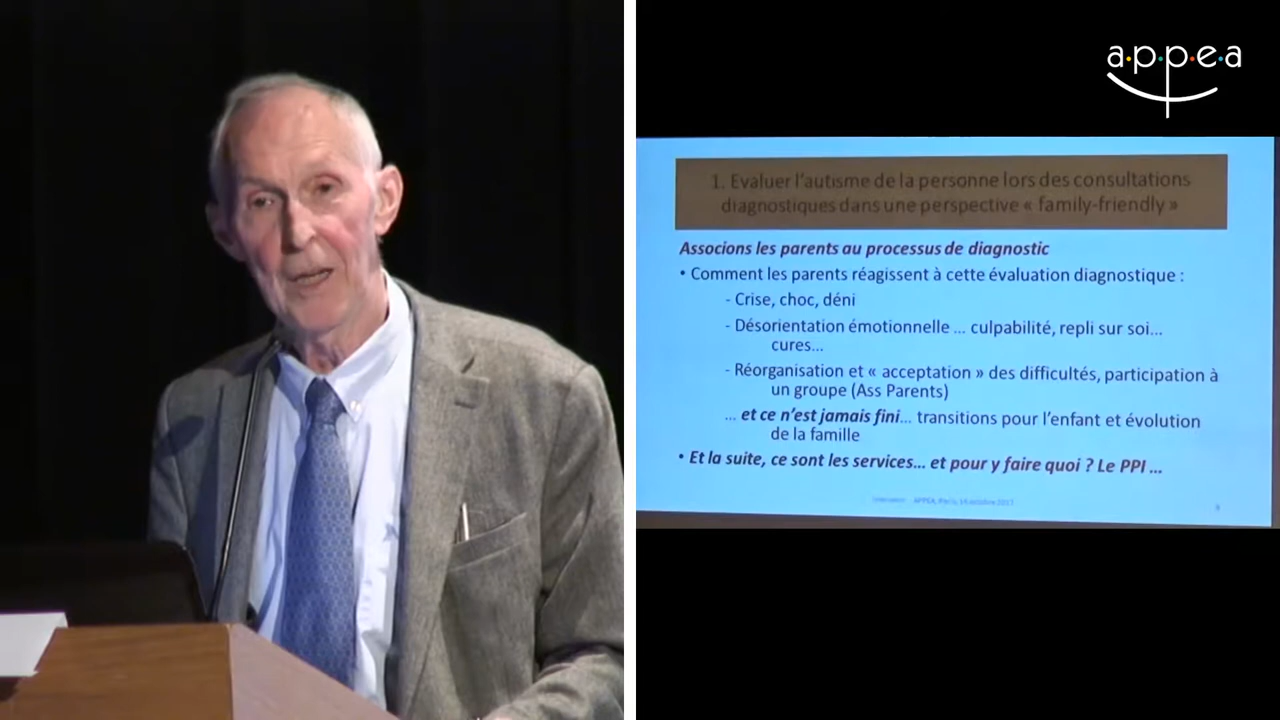 a·p·p·e·a
1. Evaluer l'autisme de la personne lors des consultations
diagnostiques dans une perspective « family-friendly »
Associons les parents au processus de diagnostic
• Comment les parents réagissent à cette évaluation diagnostique :
- Crise, choc, déni
- Désorientation émotionnelle ... culpabilité, repli sur soi...
cures...
- Réorganisation et « acceptation » des difficultés, participation à
un groupe (Ass Parents)
... et ce n'est jamais fini... transitions pour l'enfant et évolution
de la famille
• Et la suite, ce sont les services... et pour y faire quoi ? Le PPI ...
APPEA, Paris,